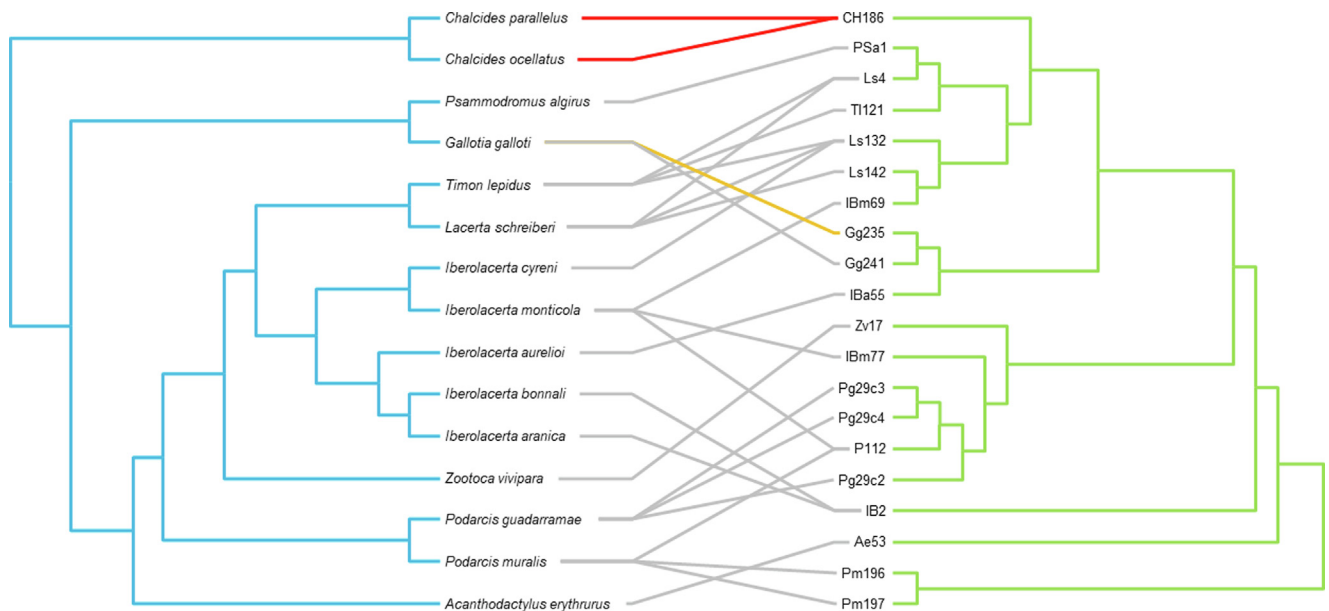 Chalcides parallelus
Chalcides ocellatus
Psammodromus algirus
Gallotia galloti
Timon lepidus
Lacerta schreiberi
Iberolacerta cyreni
Iberolacerta monticola
Iberolacerta aurelioi
Iberolacerta bonnali
Iberolacerta aranica
Zootoca vivipara
Podarcis guadarramae
Podarcis muralis
Acanthodactylus erythrurus
CH186
PSa1
Ls4
Tl121
Ls132
Ls142
IBm69
Gg235
Gg241
IBa55
Zv17
IBm77
Pg29c3
Pg29c4
P112
Pg29c2
IB2
Ae53
Pm196
Pm197